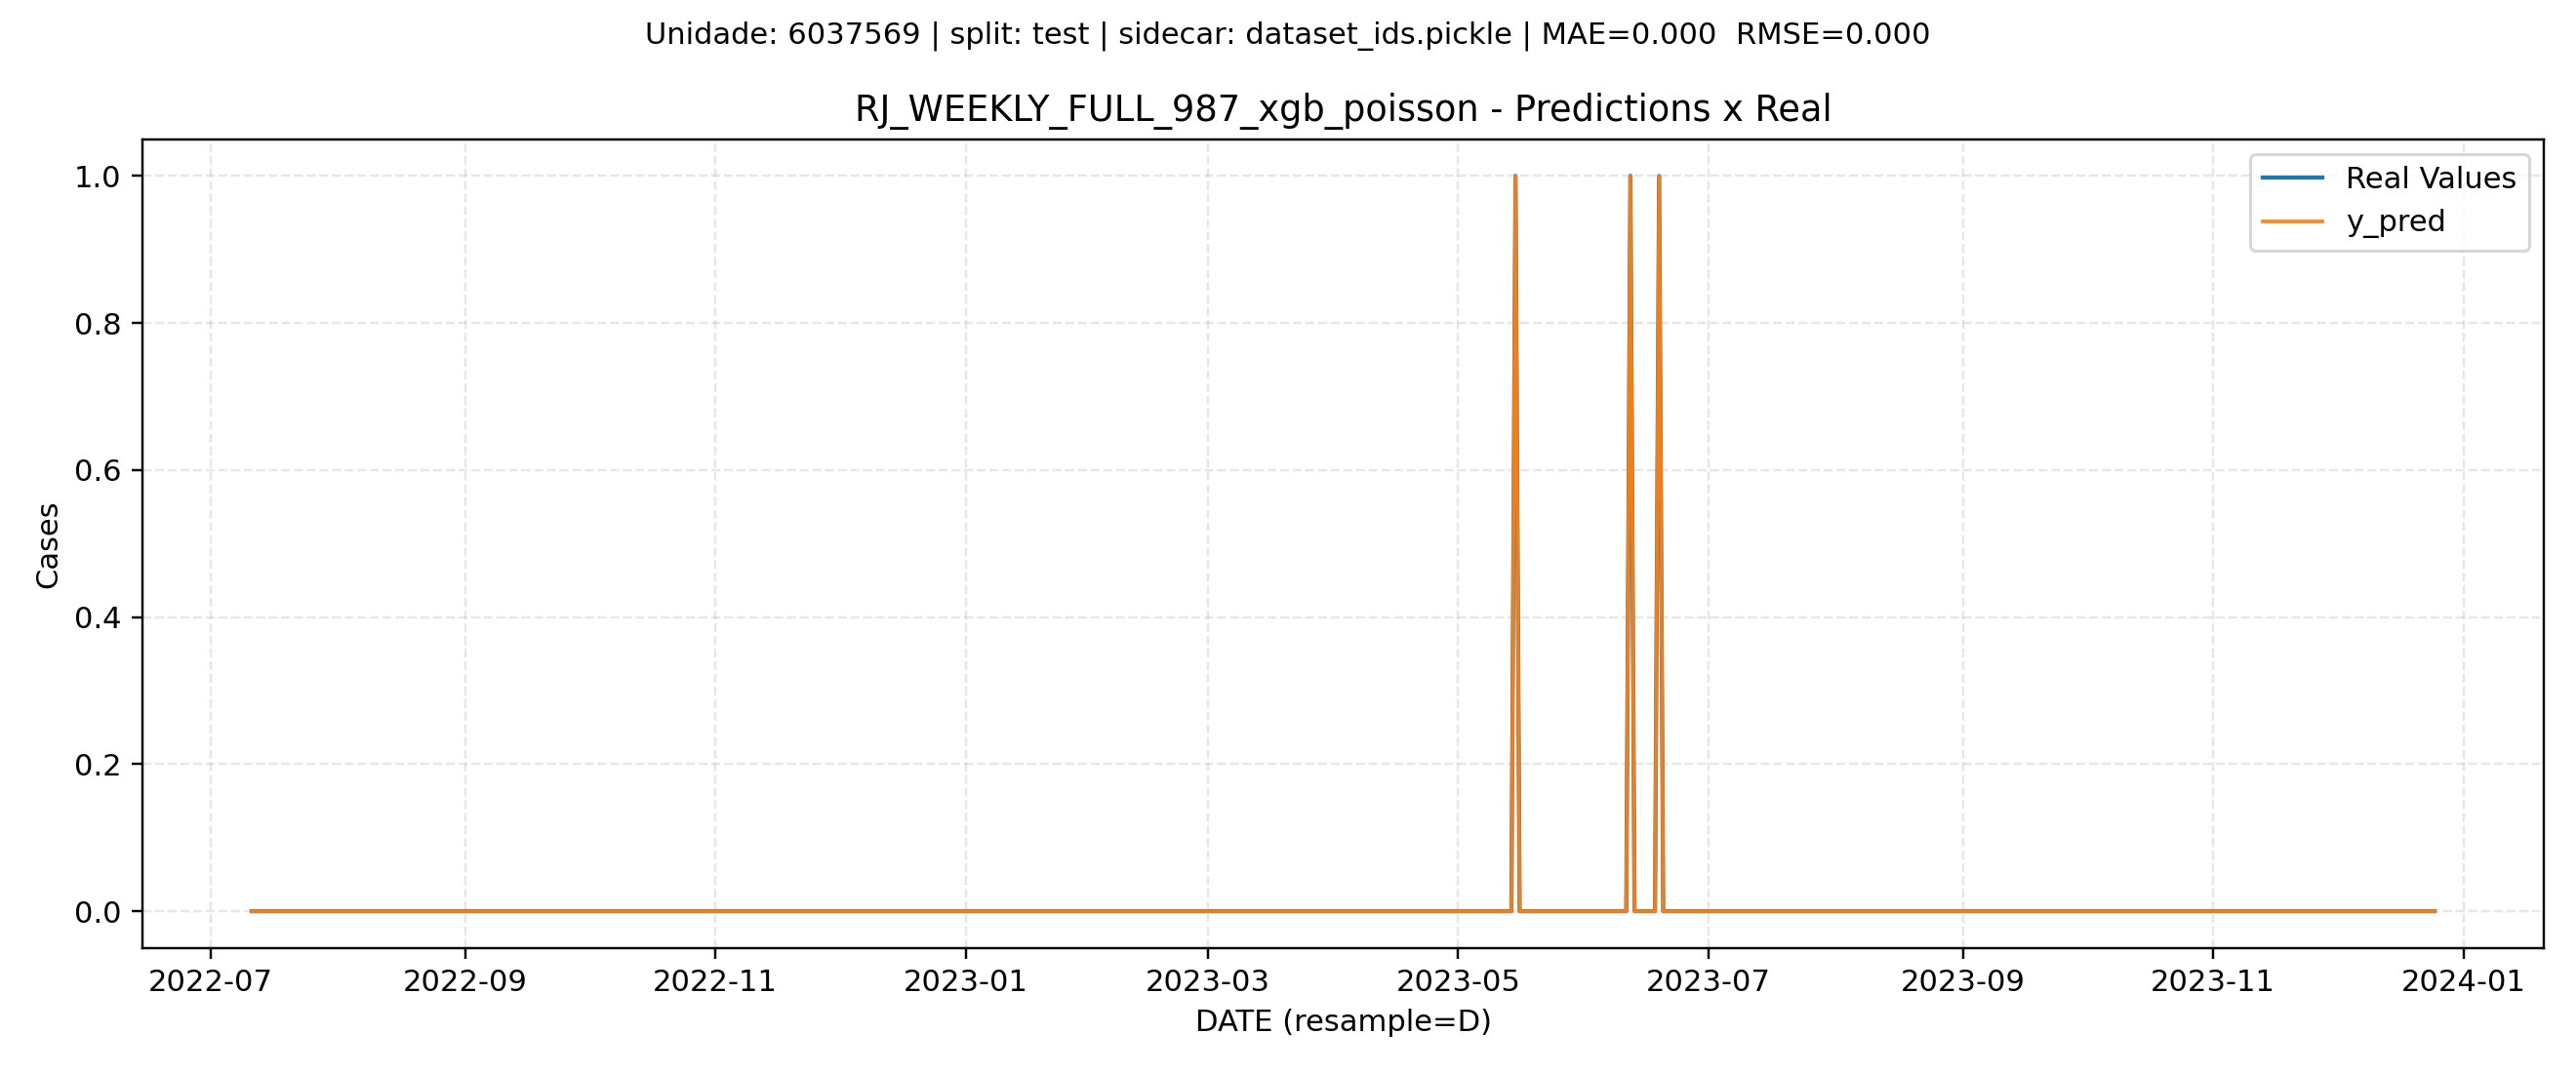 Unidade: 6037569 | split: test | sidecar: dataset_ids.pickle | MAE=0.000  RMSE=0.000
RJ_WEEKLY_FULL_987_xgb_poisson - Predictions x Real
Real Values
y_pred
1.0
0.8
0.6
0.4
0.2
0.0
Cases
2022-07
2022-09
2022-11
2023-01
2023-03
2023-05
2023-07
2023-09
2023-11
2024-01
DATE (resample=D)